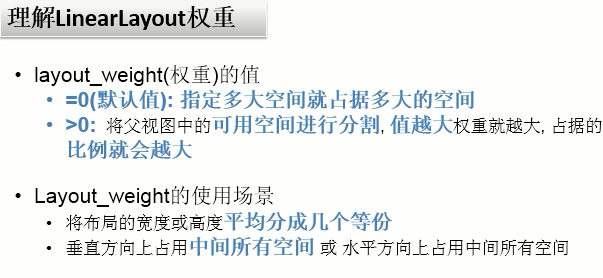 理解LinearLayout权重
• layout_weight(权重)的值
• =0(默认值): 指定多大空间就占据多大的空间
• >0: 将父视图中的可用空间进行分割, 值越大权重就越大, 占据的
比例就会越大
• Layout_weight的使用场景
• 将布局的宽度或高度平均分成几个等份
• 垂直方向上占用中间所有空间 或 水平方向上占用中间所有空间